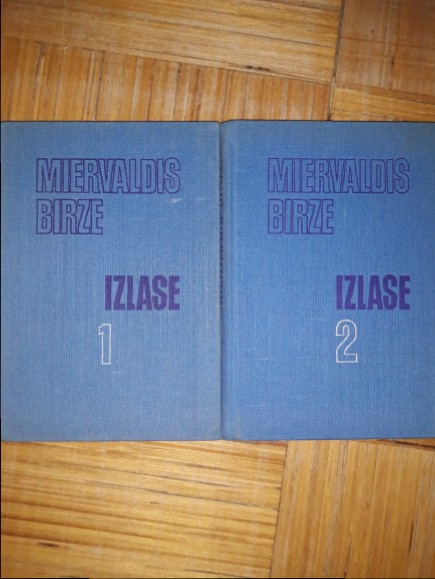 MIERVALDIS
BIRZE
IZLASE
1
MIERVALDIS
BIRZE
IZLASE
2